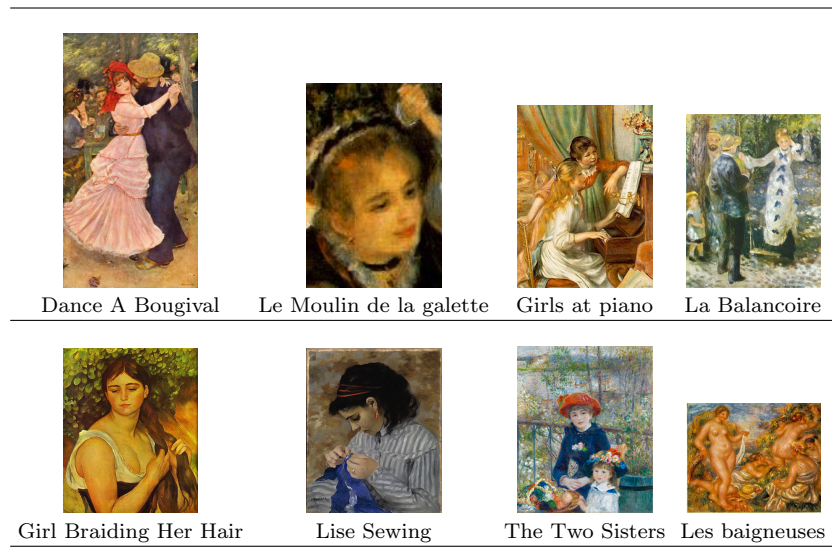 Dance A Bougival
Le Moulin de la galette
Girls at piano
La Balancoire
Girl Braiding Her Hair
Lise Sewing
The Two Sisters
Les baigneuses